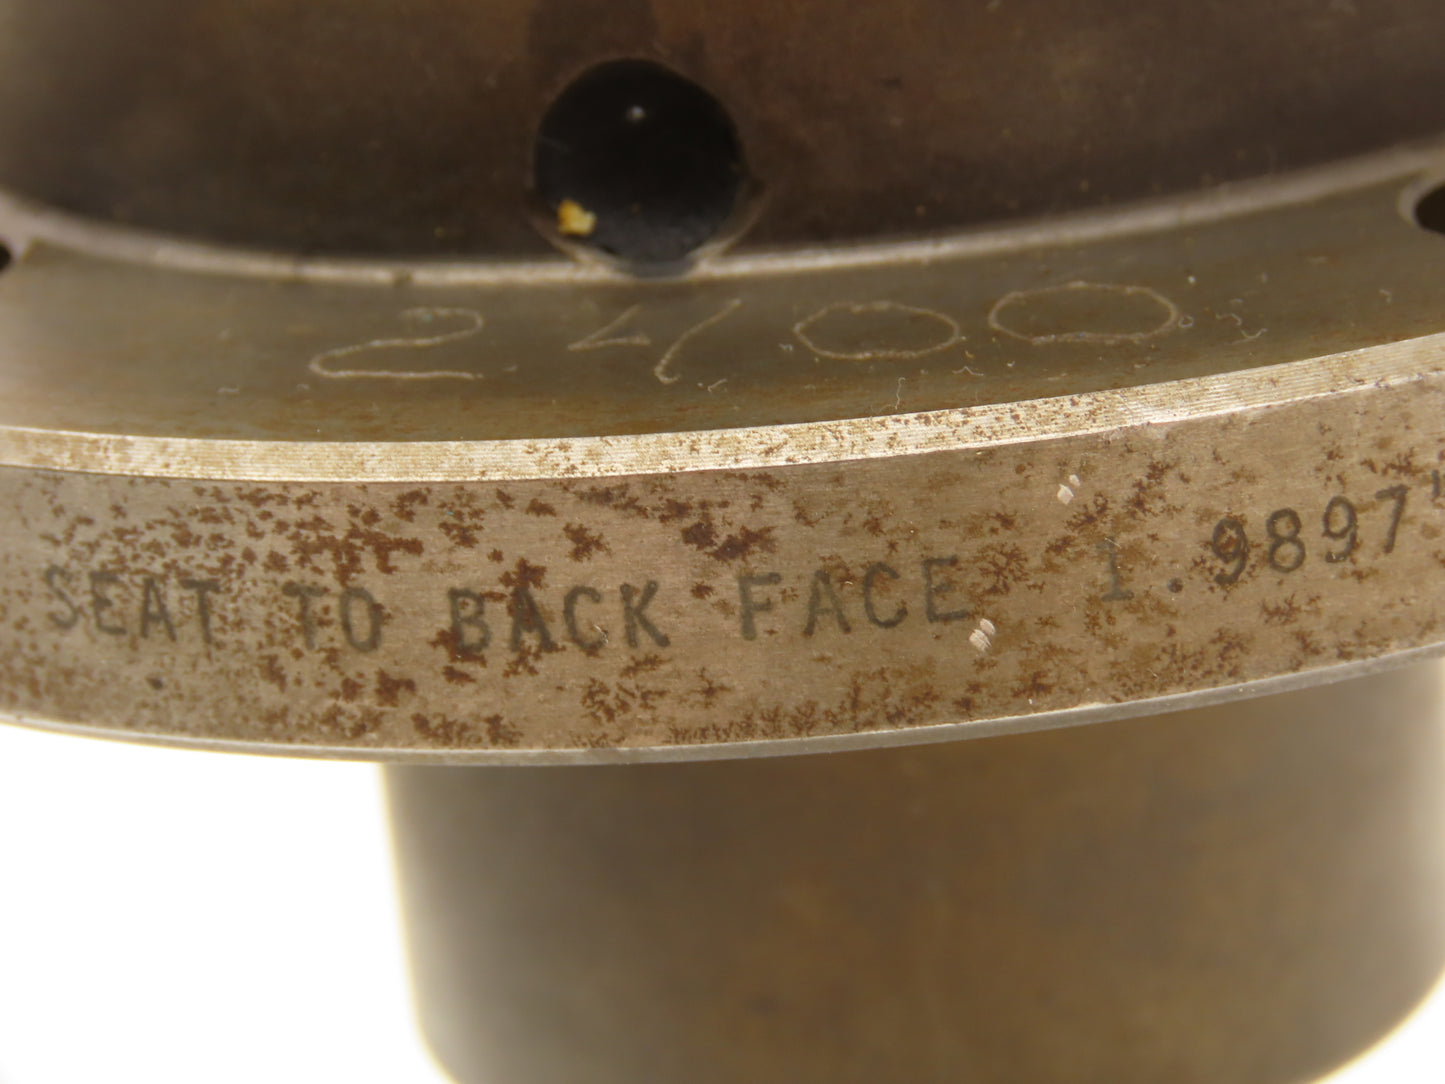 2400
SEAT TO BACK FACE 1.9897"